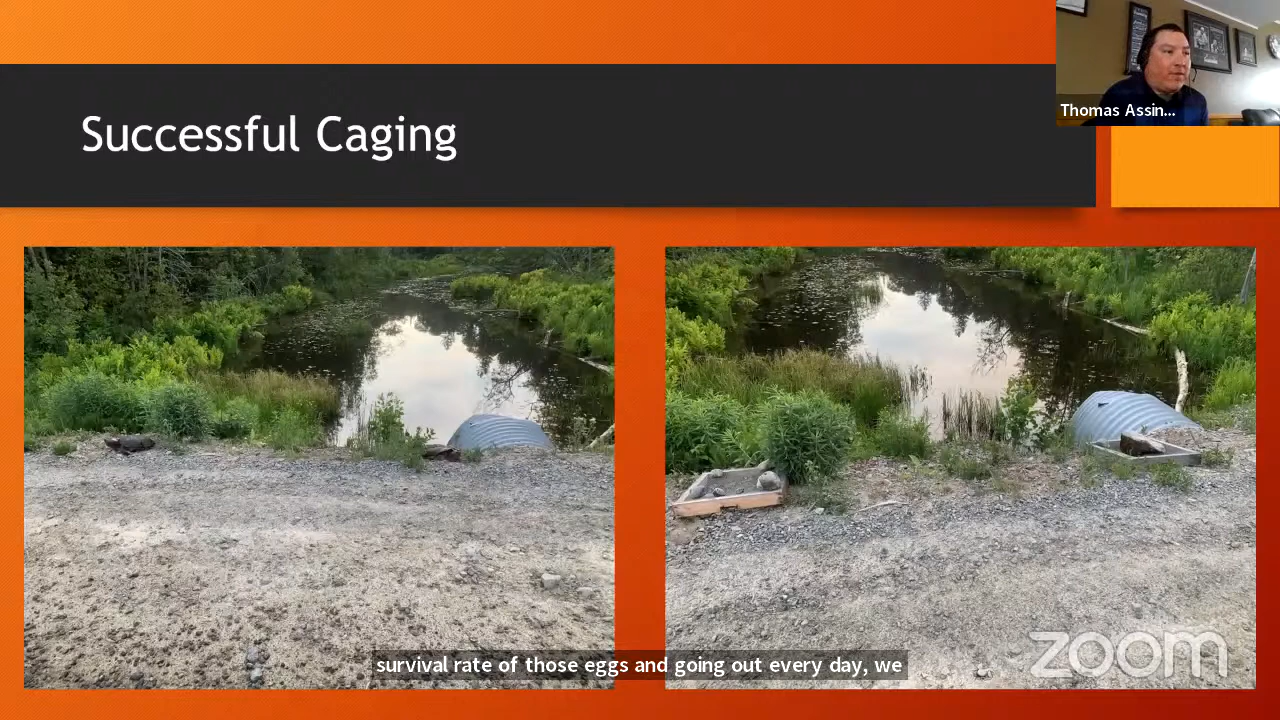 Successful Caging
Thomas Assin...
survival rate of those eggs and going out every day, we
zoom